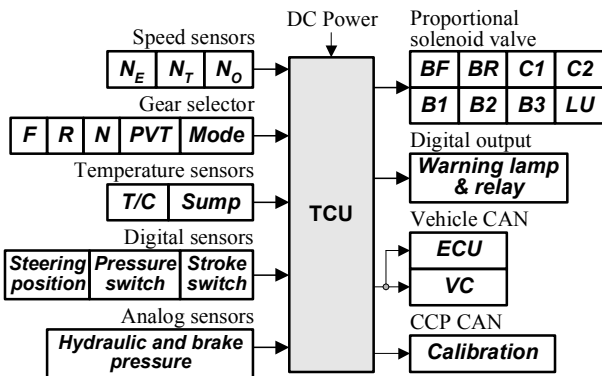 DC Power
Speed sensors
N_E N_T N_O
Gear selector
F R N PVT Mode
Temperature sensors
T/C Sump
Digital sensors
Steering position
Pressure switch
Stroke switch
Analog sensors
Hydraulic and brake
pressure
TCU
Proportional
solenoid valve
BF BR C1 C2
B1 B2 B3 LU
Digital output
Warning lamp
& relay
Vehicle CAN
ECU
VC
CCP CAN
Calibration